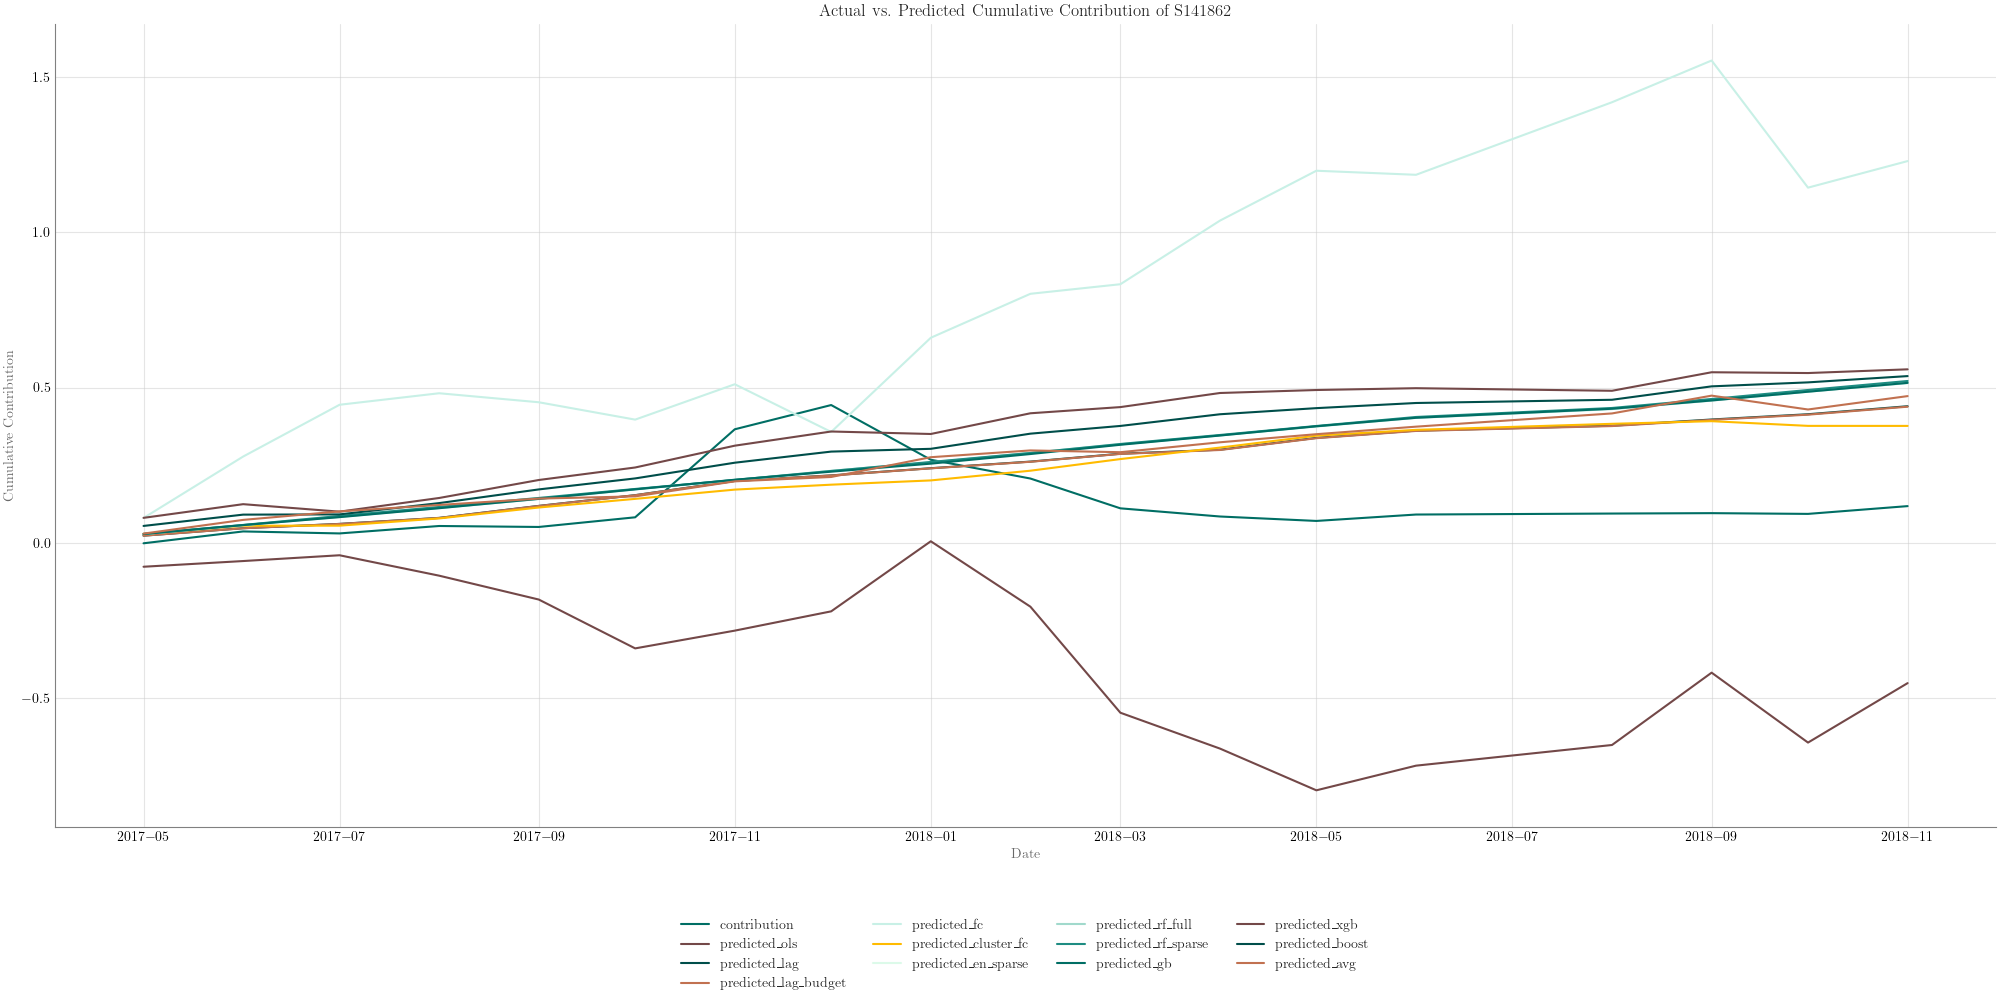 Actual vs. Predicted Cumulative Contribution of S141862
Cumulative Contribution
1.5
1.0
0.5
0.0
−0.5
2017−05 2017−07 2017−09 2017−11 2018−01 2018−03 2018−05 2018−07 2018−09 2018−11
Date
contribution predicted_fc predicted_rf_full predicted_xgb
predicted_ols predicted_cluster_fc predicted_rf_sparse predicted_boost
predicted_lag predicted_en_sparse predicted_gb predicted_avg
predicted_lag_budget